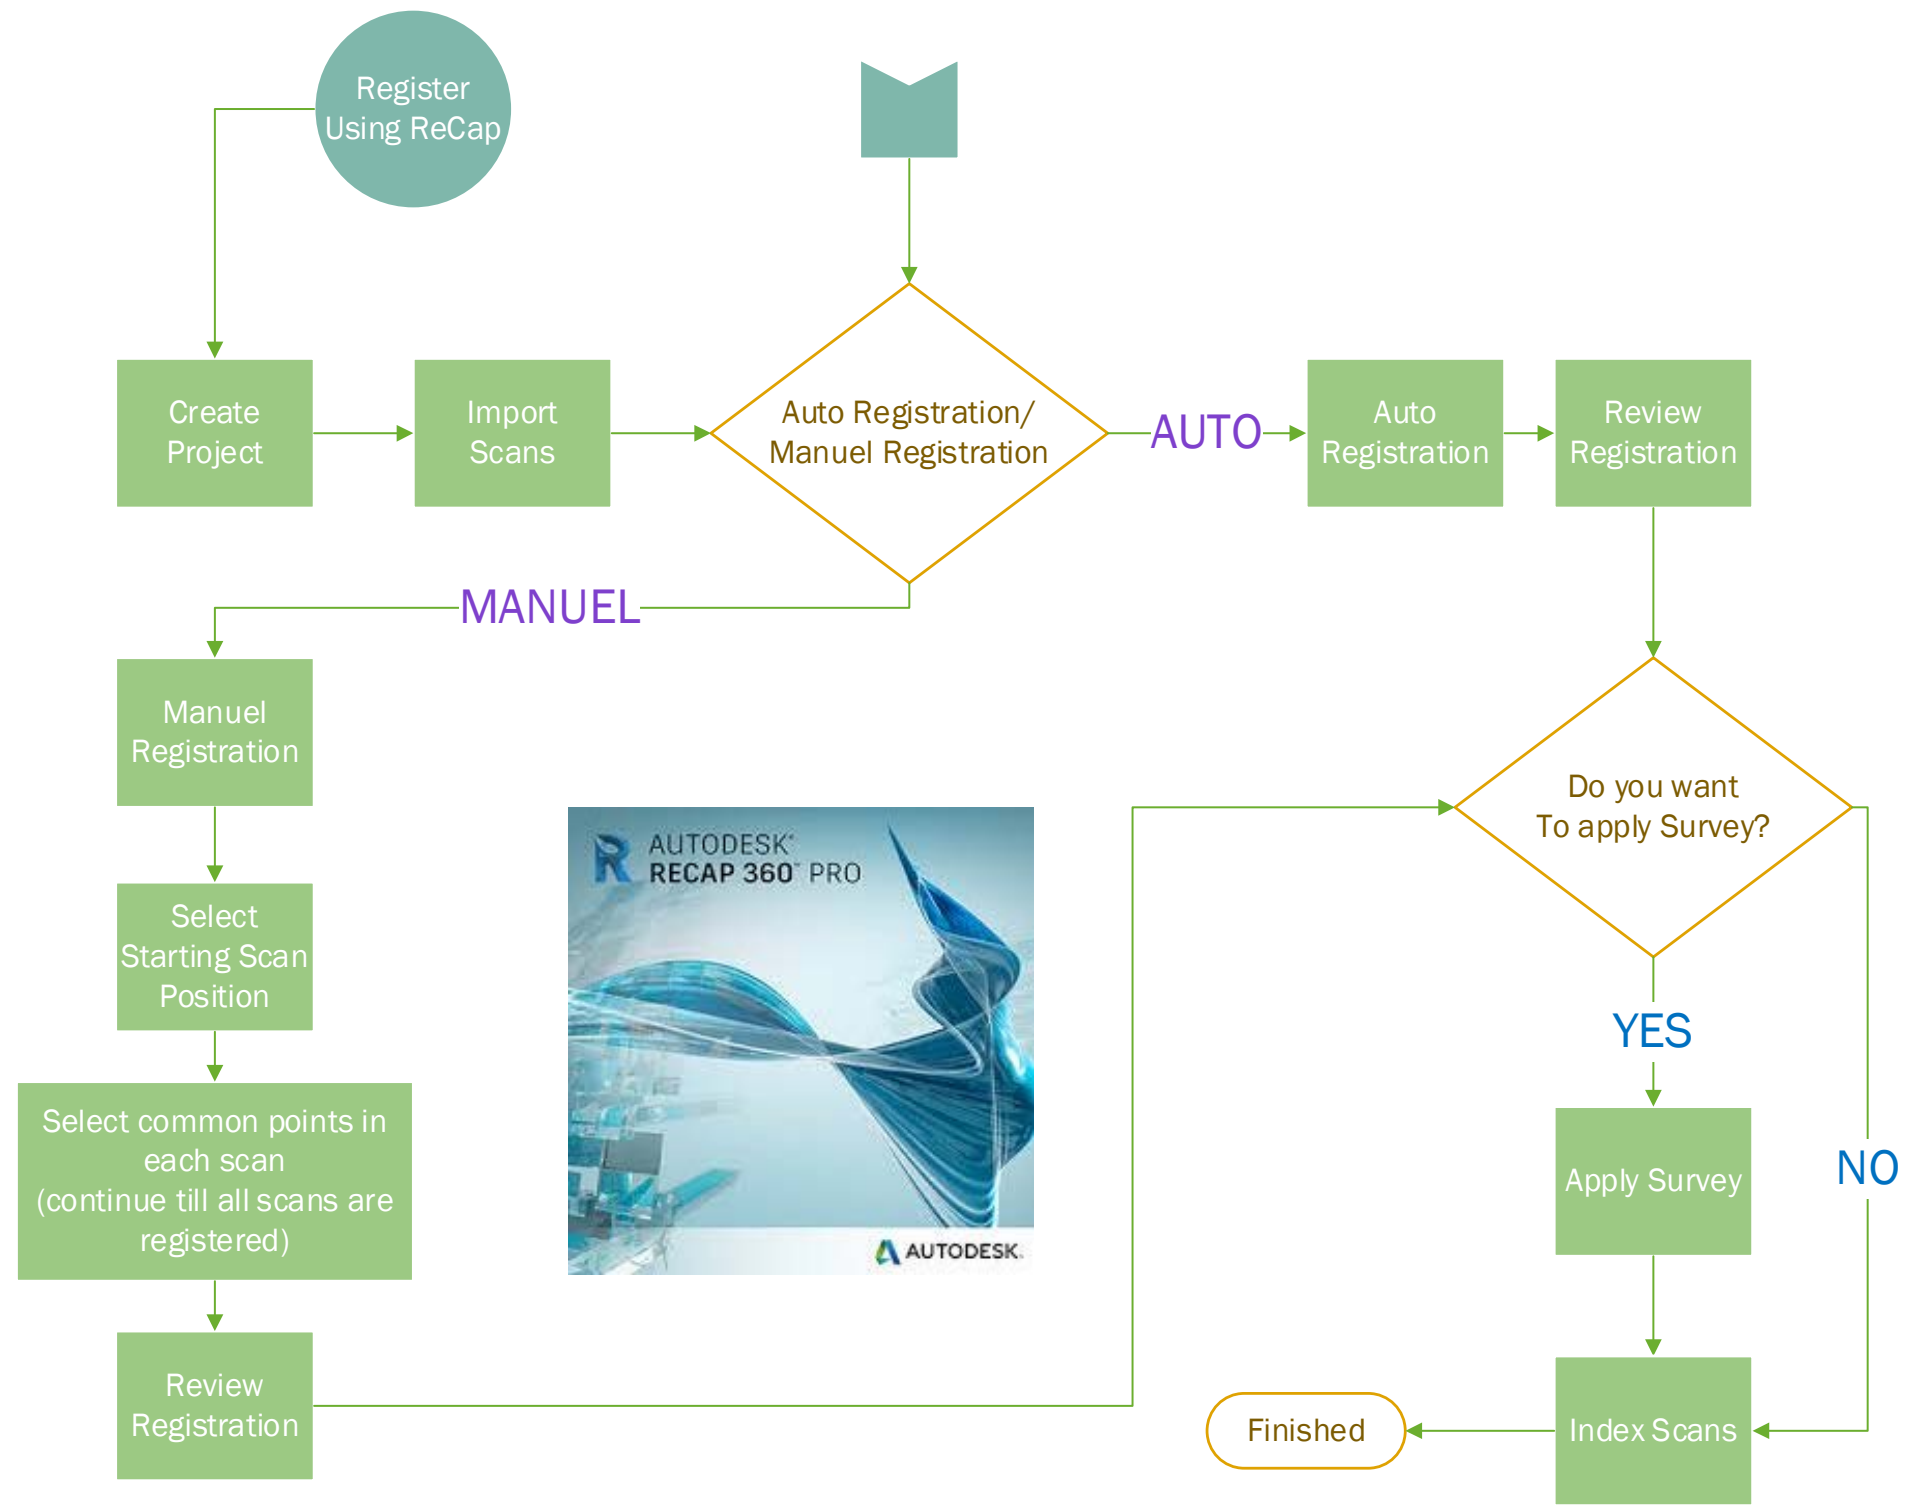 Register
Using ReCap
Create
Project
Import
Scans
Auto Registration/
Manuel Registration
AUTO
Auto
Registration
Review
Registration
MANUEL
Manuel
Registration
Select
Starting Scan
Position
Select common points in
each scan
(continue till all scans are
registered)
Review
Registration
AUTODESK®
RECAP 360™ PRO
AUTODESK.
Do you want
To apply Survey?
YES
NO
Apply Survey
Index Scans
Finished